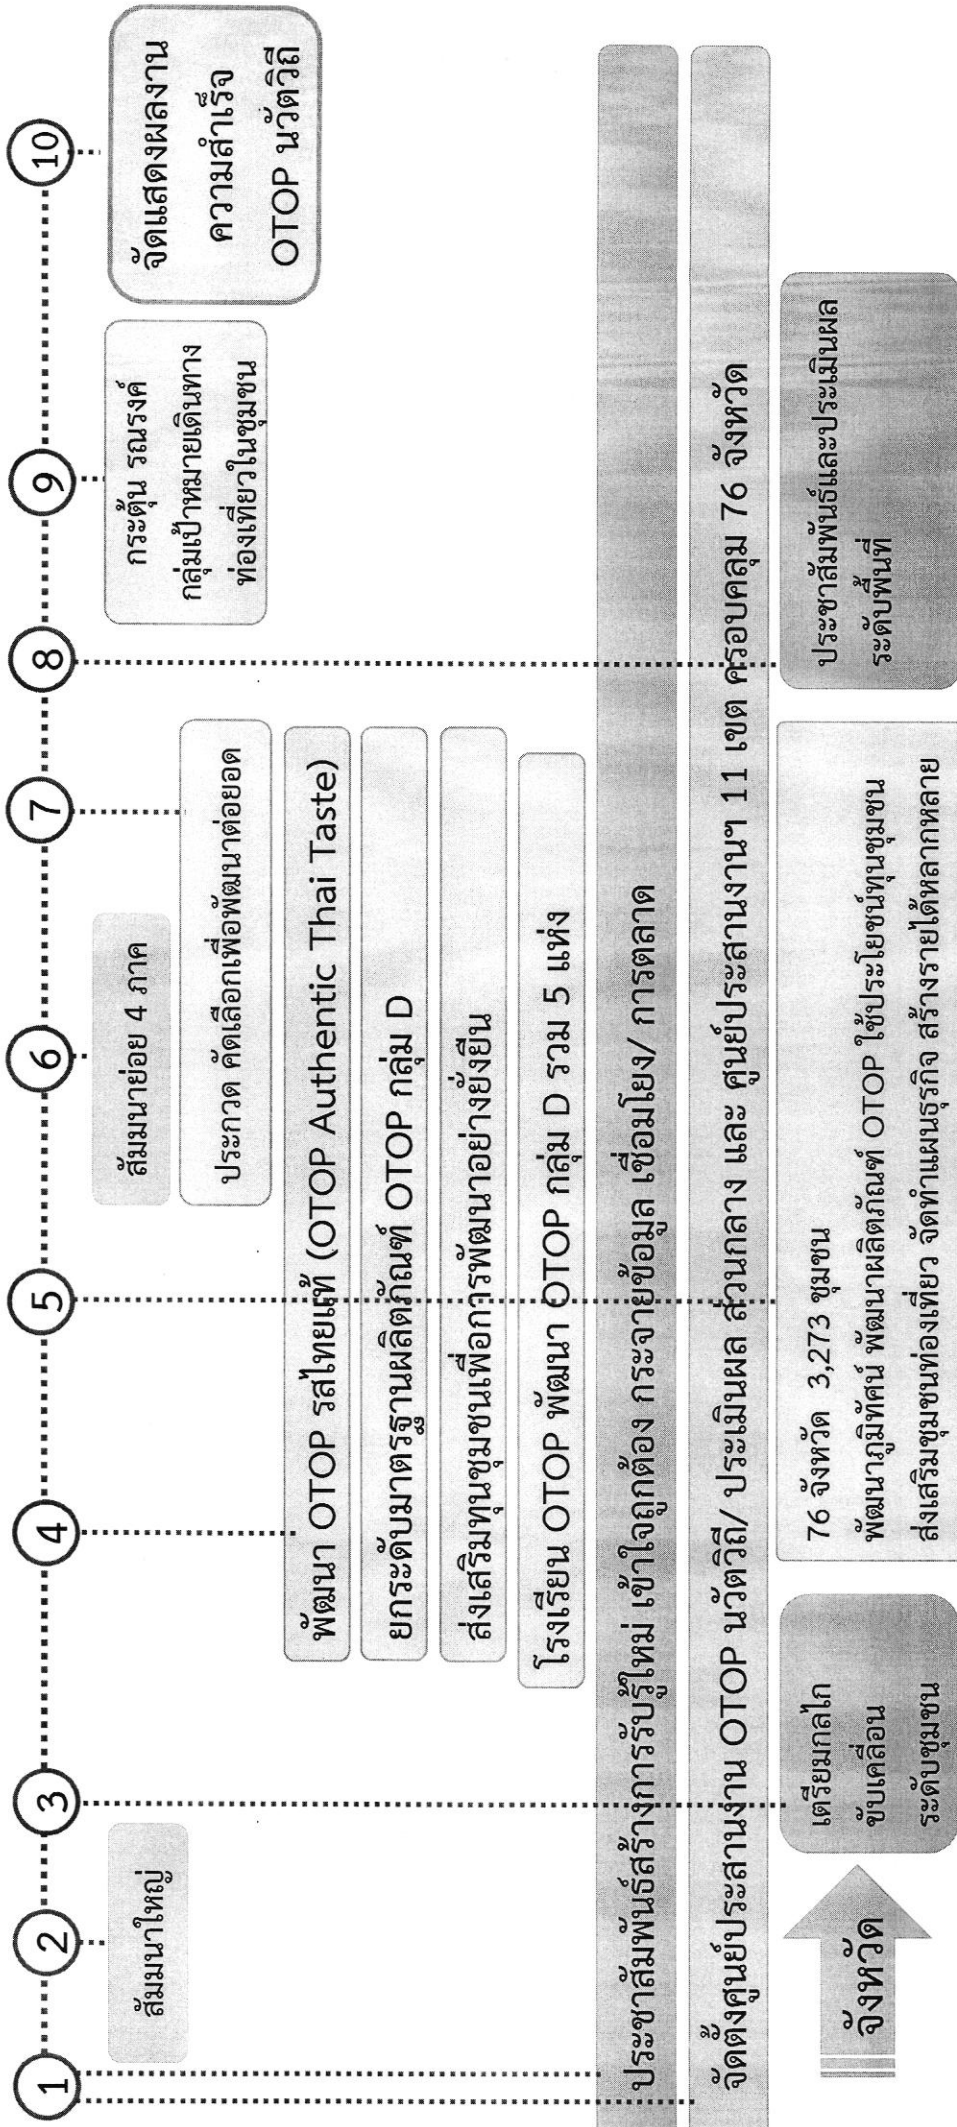 1
2
3
4
5
6
7
8
9
10
สัมมนาใหญ่
สัมมนาย่อย 4 ภาค
ประกวด คัดเลือกเพื่อพัฒนาต่อยอด
กระตุ้น รณรงค์
กลุ่มเป้าหมายเดินทาง
ท่องเที่ยวในชุมชน
จัดแสดงผลงาน
ความสำเร็จ
OTOP นวัตวิถี
พัฒนา OTOP รสไทยแท้ (OTOP Authentic Thai Taste)
ยกระดับมาตรฐานผลิตภัณฑ์ OTOP กลุ่ม D
ส่งเสริมทุนชุมชนเพื่อการพัฒนาอย่างยั่งยืน
โรงเรียน OTOP พัฒนา OTOP กลุ่ม D รวม 5 แห่ง
ประชาสัมพันธ์สร้างการรับรู้ใหม่ เข้าใจถูกต้อง กระจายข้อมูล เชื่อมโยง/ การตลาด
จัดตั้งศูนย์ประสานงาน OTOP นวัตวิถี/ ประเมินผล ส่วนกลาง และ ศูนย์ประสานงานฯ 11 เขต ครอบคลุม 76 จังหวัด
จังหวัด
เตรียมกลไก
ขับเคลื่อน
ระดับชุมชน
76 จังหวัด 3,273 ชุมชน
พัฒนาภูมิทัศน์ พัฒนาผลิตภัณฑ์ OTOP ใช้ประโยชน์ทุนชุมชน
ส่งเสริมชุมชนท่องเที่ยว จัดทำแผนธุรกิจ สร้างรายได้หลากหลาย
ประชาสัมพันธ์และประเมินผล
ระดับพื้นที่